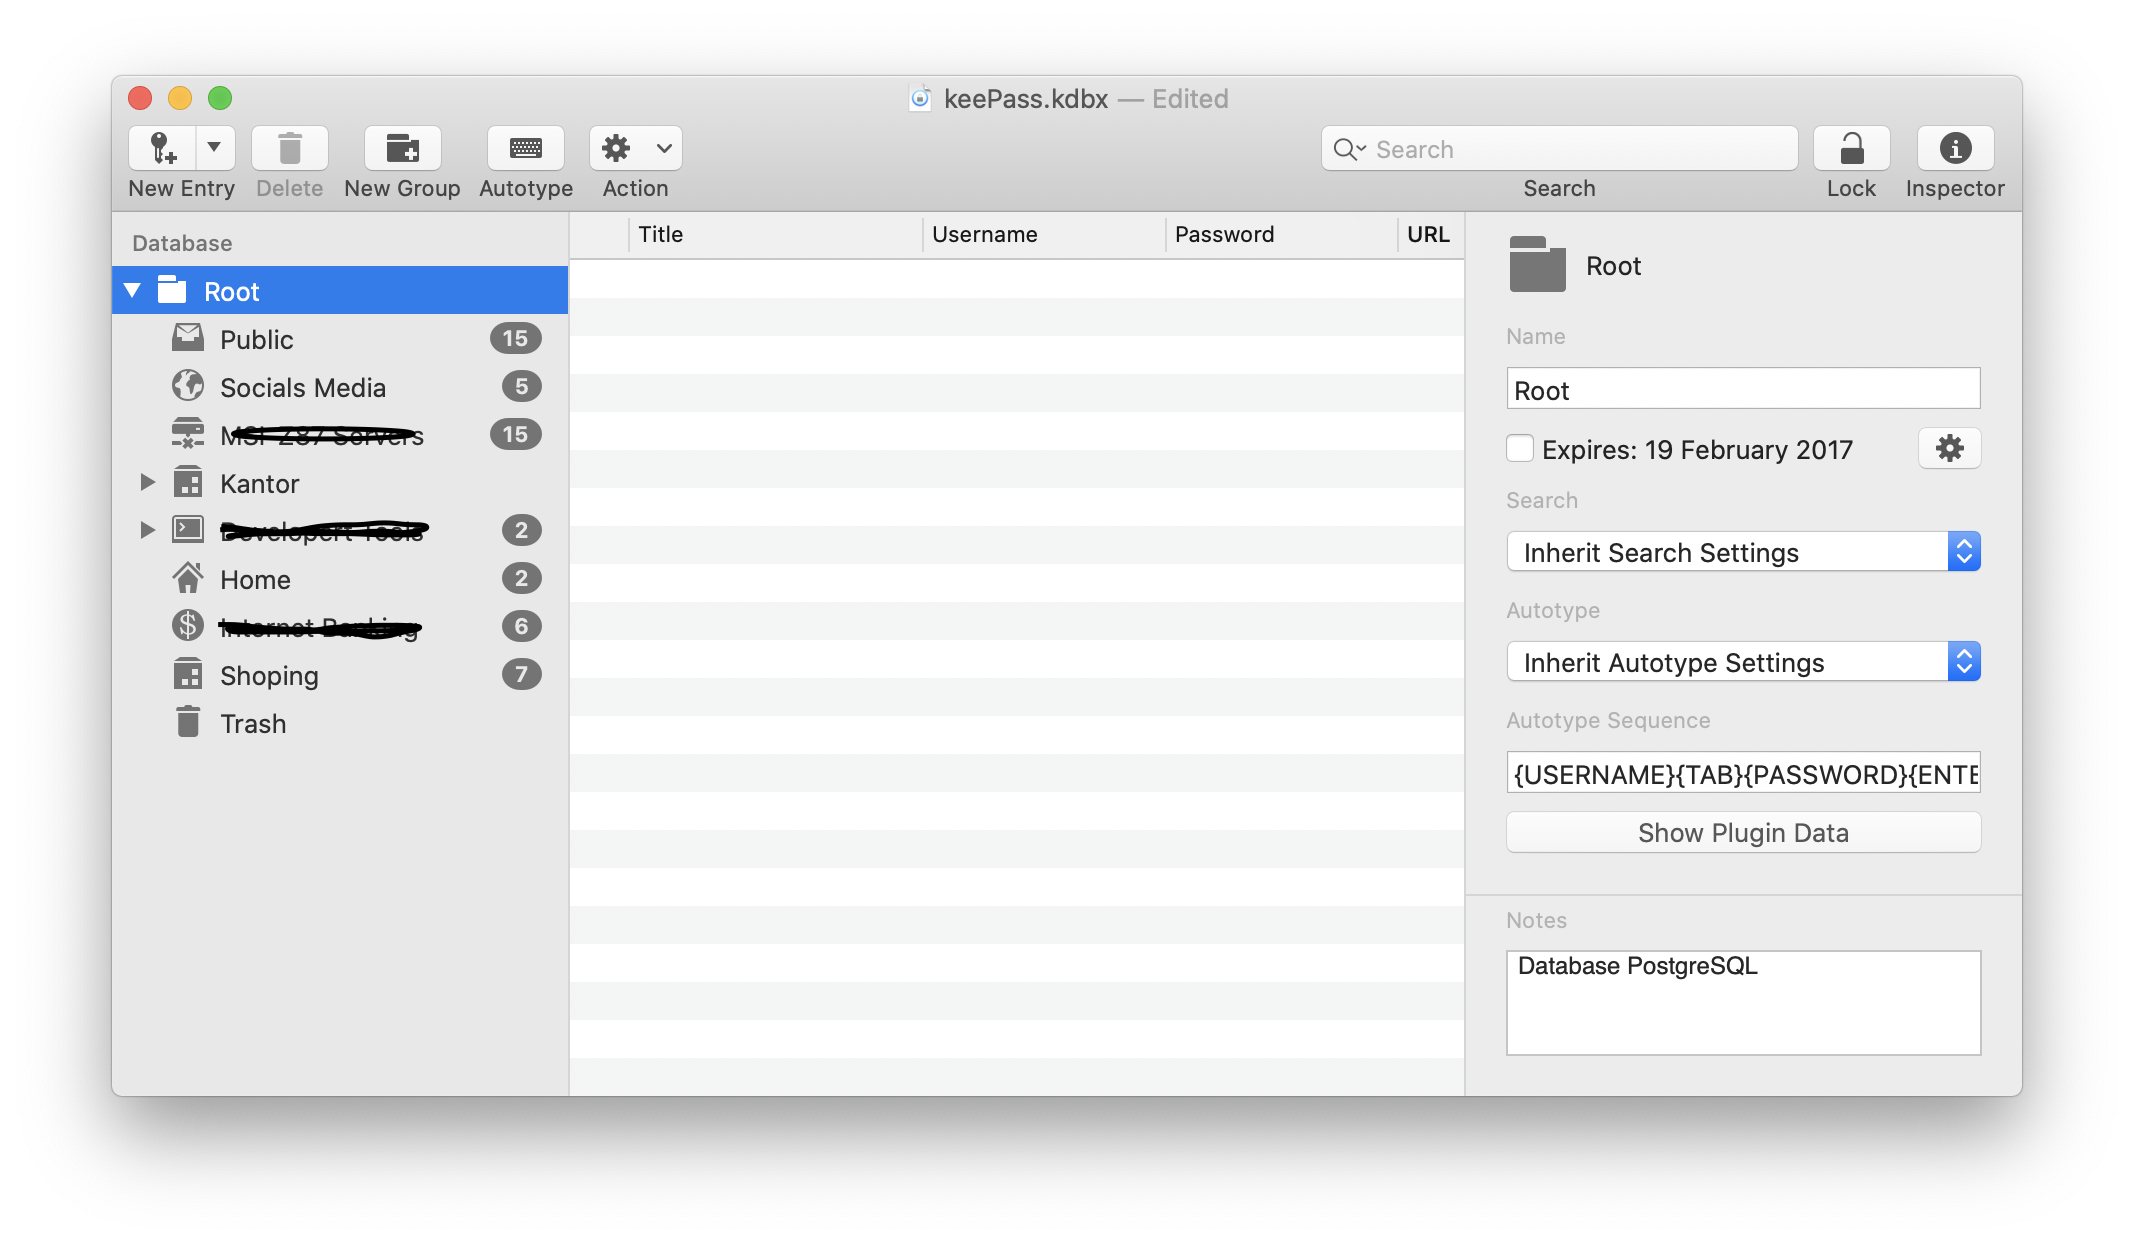 keePass.kdbx — Edited
New Entry
Delete
New Group
Autotype
Action
Search
Search
Lock
Inspector
Database
Root
Public 15
Socials Media 5
Servers 15
Kantor
2
Home 2
6
Shoping 7
Trash
Title Username Password URL
Root
Name
Root
Expires: 19 February 2017
Search
Inherit Search Settings
Autotype
Inherit Autotype Settings
Autotype Sequence
{USERNAME}{TAB}{PASSWORD}{ENTE
Show Plugin Data
Notes
Database PostgreSQL